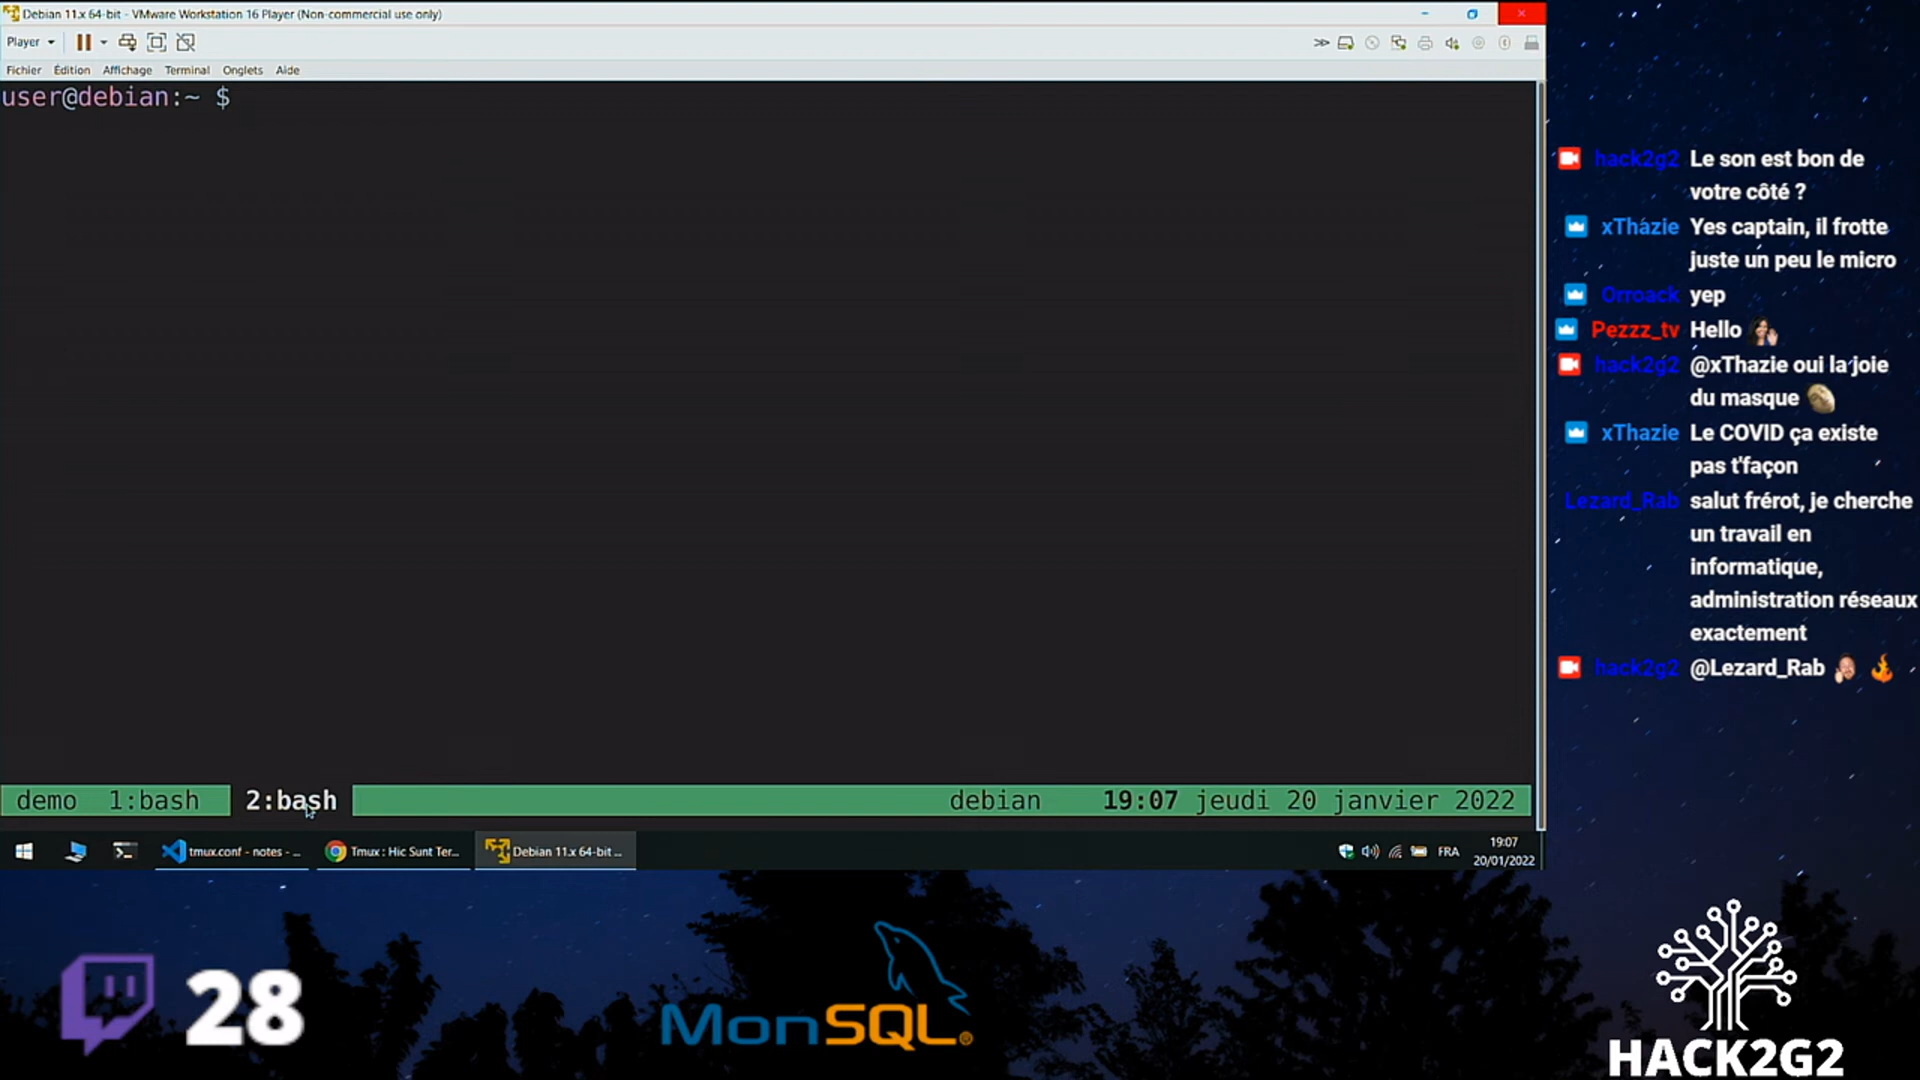 Debian 11.x 64-bit - VMware Workstation 16 Player (Non-commercial use only)
Player
Fichier Édition Affichage Terminal Onglets Aide
user@debian:~ $
demo 1:bash 2:bash debian 19:07 jeudi 20 janvier 2022
tmux.conf - notes - ...
Tmux : Hic Sunt Ter...
Debian 11.x 64-bit ...
FRA
19:07
20/01/2022
hack2g2 Le son est bon de
votre côté ?
xThazie Yes captain, il frotte
juste un peu le micro
Orroack yep
Pezzz_tv Hello
hack2g2 @xThazie oui la joie
du masque
xThazie Le COVID ça existe
pas t'façon
Lezard_Rab salut frérot, je cherche
un travail en
informatique,
administration réseaux
exactement
hack2g2 @Lezard_Rab
28
MonSQL®
HACK2G2